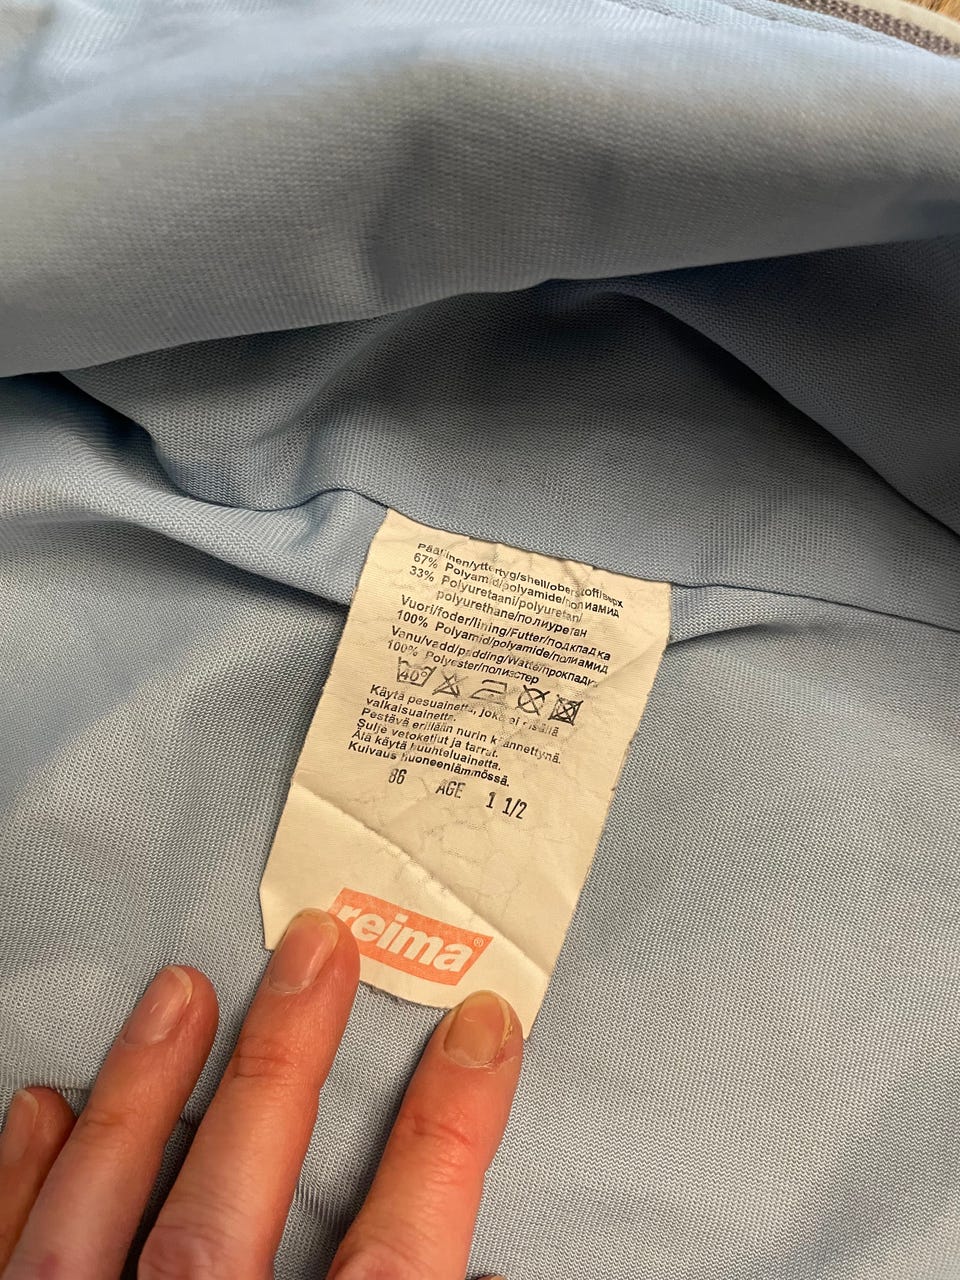 Päällinen/yttertyg/shell/oberstoff/верх
67% Polyamid/polyamide/полиамид
33% Polyuretaani/polyuretan/
polyurethane/полиуретан
Vuori/foder/lining/Futter/подкладка
100% Polyamid/polyamide/полиамид
Vanu/vadd/padding/Watte/прокладка
100% Polyester/полиэстер
40°
Käytä pesuainetta, joka ei sisällä
valkaisuainetta.
Pestävä erillään nurin käännettynä.
Sulje vetoketjut ja tarrat.
Älä käytä huuhteluainetta.
Kuivaus huoneenlämmössä.
86 AGE 1 1/2
reima®